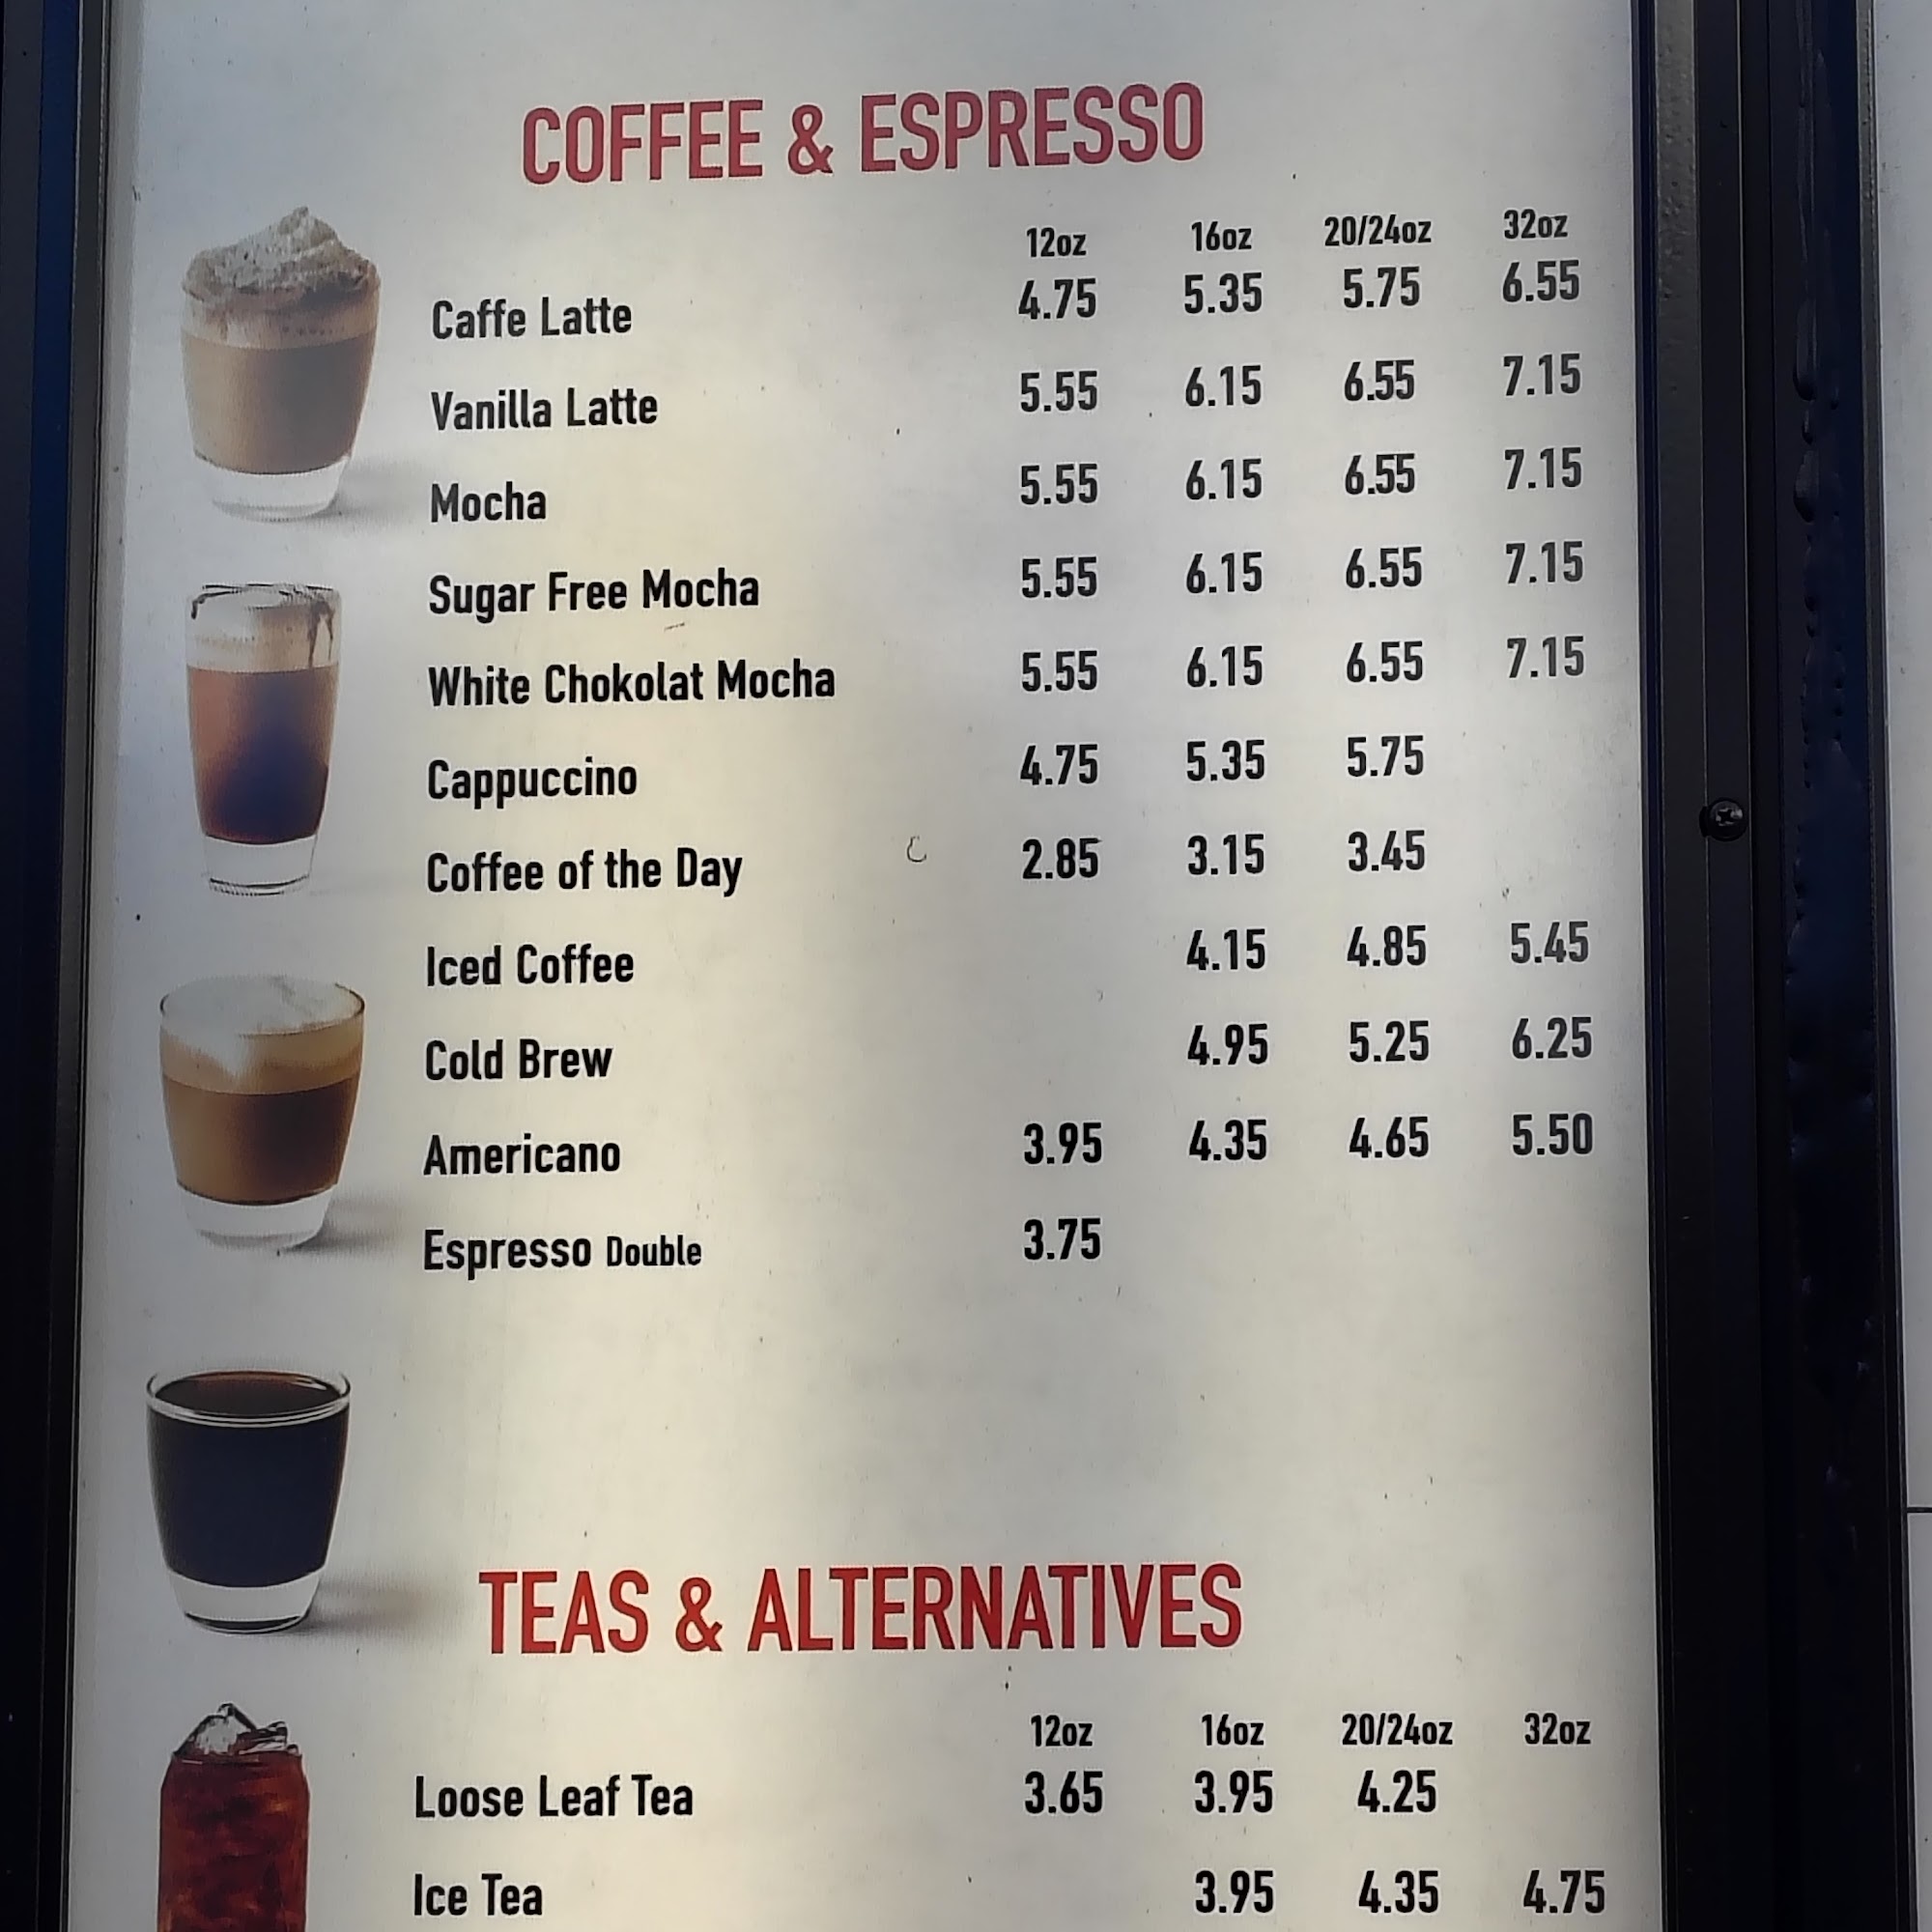 COFFEE & ESPRESSO
12oz 16oz 20/24oz 32oz
Caffe Latte 4.75 5.35 5.75 6.55
Vanilla Latte 5.55 6.15 6.55 7.15
Mocha 5.55 6.15 6.55 7.15
Sugar Free Mocha 5.55 6.15 6.55 7.15
White Chokolat Mocha 5.55 6.15 6.55 7.15
Cappuccino 4.75 5.35 5.75
Coffee of the Day 2.85 3.15 3.45
Iced Coffee 4.15 4.85 5.45
Cold Brew 4.95 5.25 6.25
Americano 3.95 4.35 4.65 5.50
Espresso Double 3.75
TEAS & ALTERNATIVES
12oz 16oz 20/24oz 32oz
Loose Leaf Tea 3.65 3.95 4.25
Ice Tea 3.95 4.35 4.75